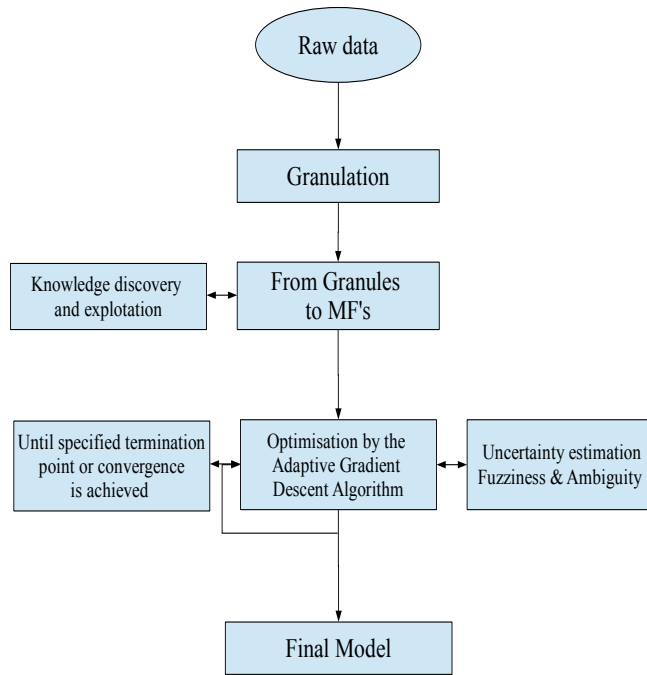 Raw data
Granulation
Knowledge discovery
and explotation
From Granules
to MF's
Until specified termination
point or convergence
is achieved
Optimisation by the
Adaptive Gradient
Descent Algorithm
Uncertainty estimation
Fuzziness & Ambiguity
Final Model